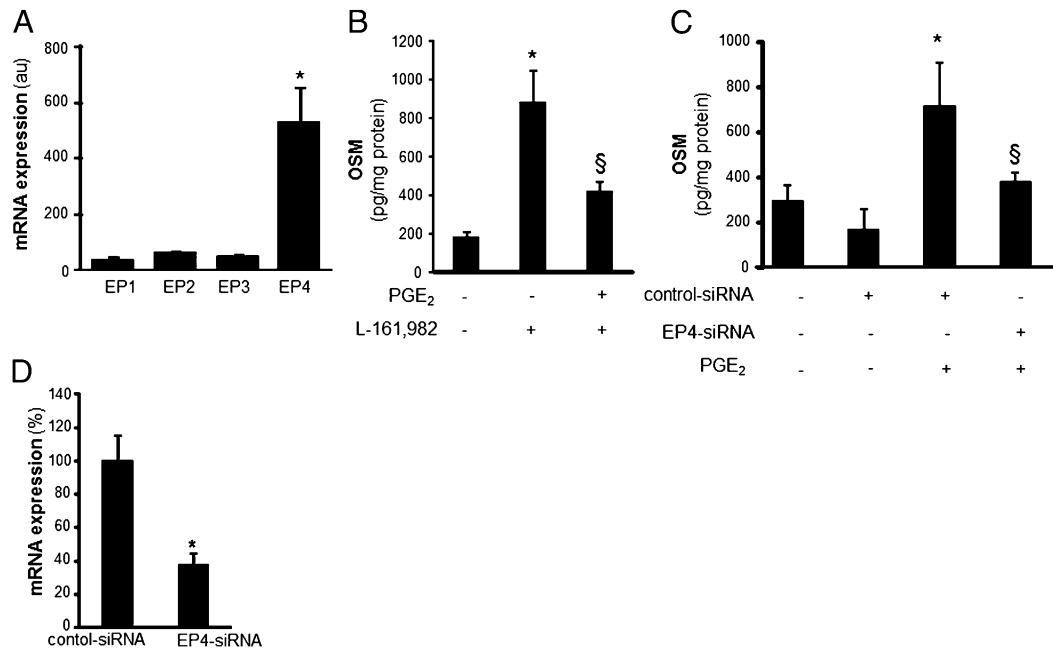 A
mRNA expression (au)
800
600
400
200
0
*
EP1 EP2 EP3 EP4
B
OSM
(pg/mg protein)
1200
1000
800
600
400
200
0
*
§
PGE2 - - +
L-161,982 - + +
C
OSM
(pg/mg protein)
1000
800
600
400
200
0
*
§
control-siRNA - + + -
EP4-siRNA - - - +
PGE2 - - + +
D
mRNA expression (%)
140
120
100
80
60
40
20
0
*
contol-siRNA EP4-siRNA